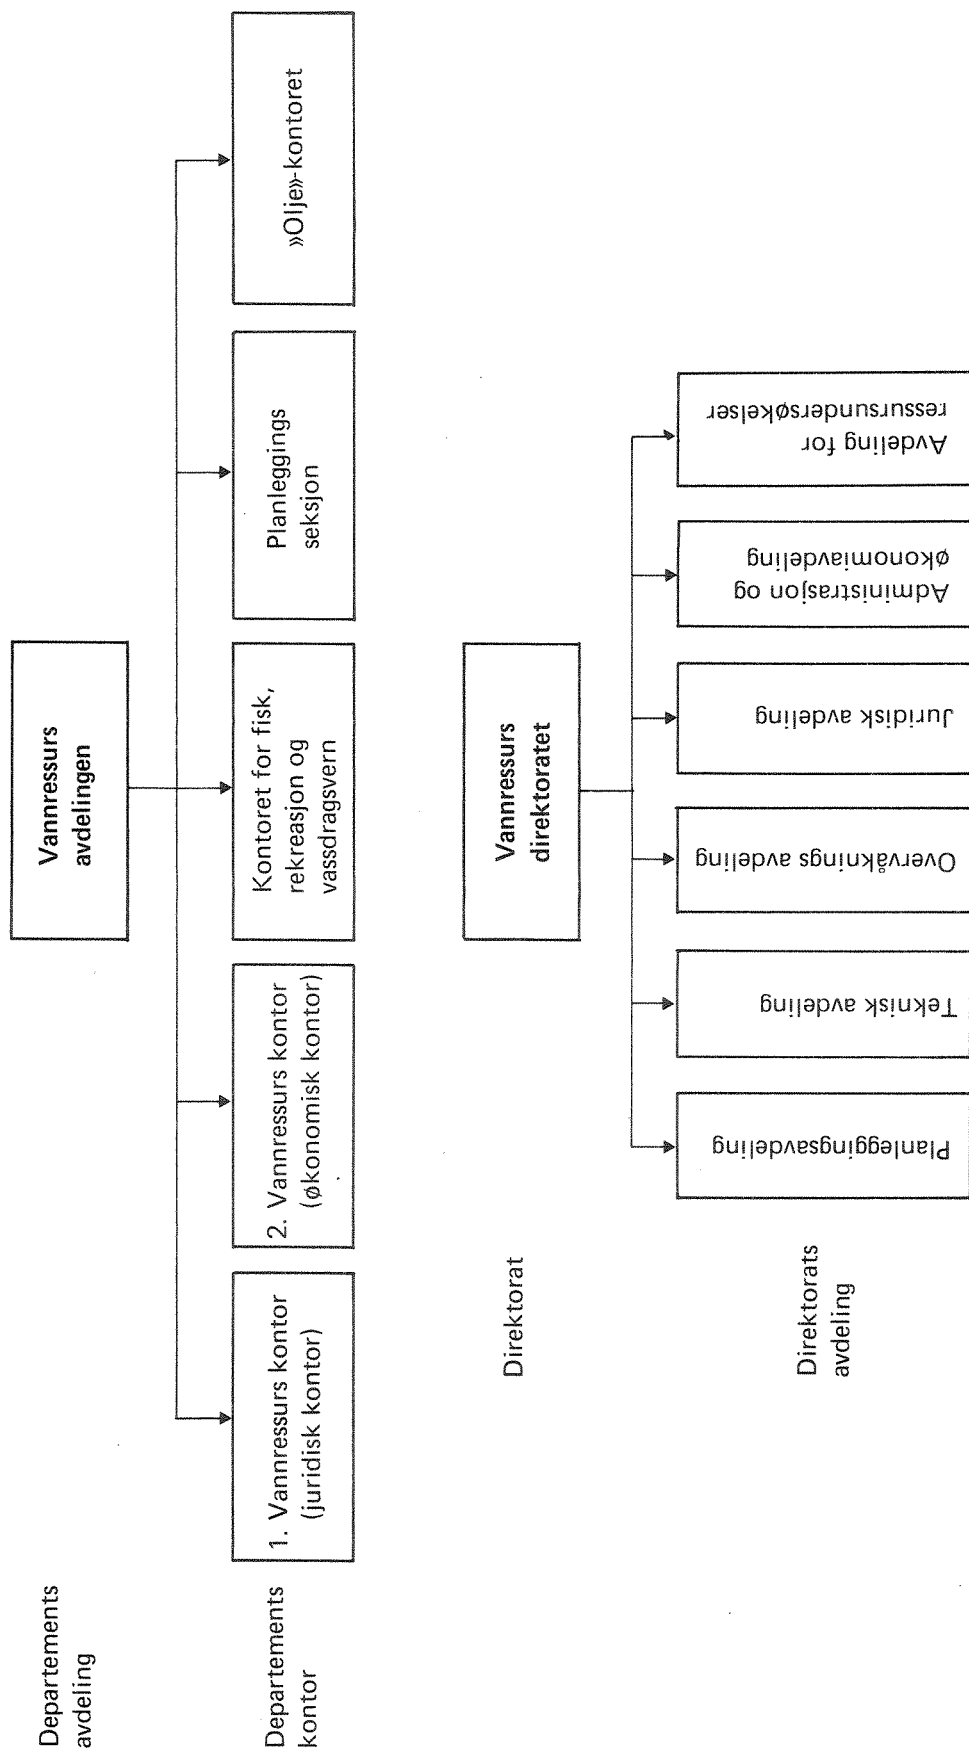 Departements
avdeling
Vannressurs
avdelingen
Departements
kontor
1. Vannressurs kontor
(juridisk kontor)
2. Vannressurs kontor
(økonomisk kontor)
Kontoret for fisk,
rekreasjon og
vassdragsvern
Planleggings
seksjon
»Olje»-kontoret
Direktorat
Vannressurs
direktoratet
Direktorats
avdeling
Planleggingsavdeling
Teknisk avdeling
Overvåknings avdeling
Juridisk avdeling
Administrasjon og
økonomiavdeling
Avdeling for
ressursundersøkelser